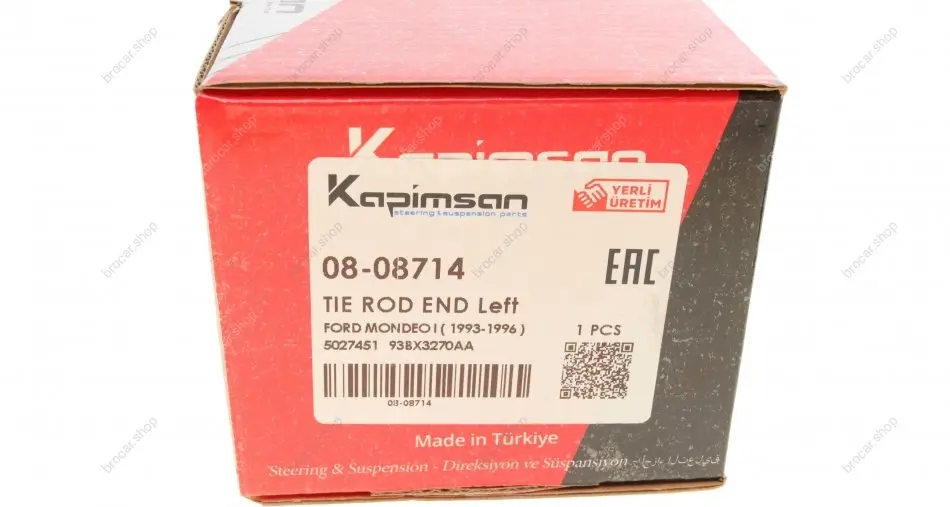 Kapimsan
Kapimsan
steering & suspension parts
YERLİ
ÜRETİM
08-08714
EAC
TIE ROD END Left
FORD MONDEO I ( 1993-1996 )
1 PCS
5027451 93BX3270AA
08-08714
Made in Türkiye
Steering & Suspension - Direksiyon ve Süspansiyon
brocar.shop